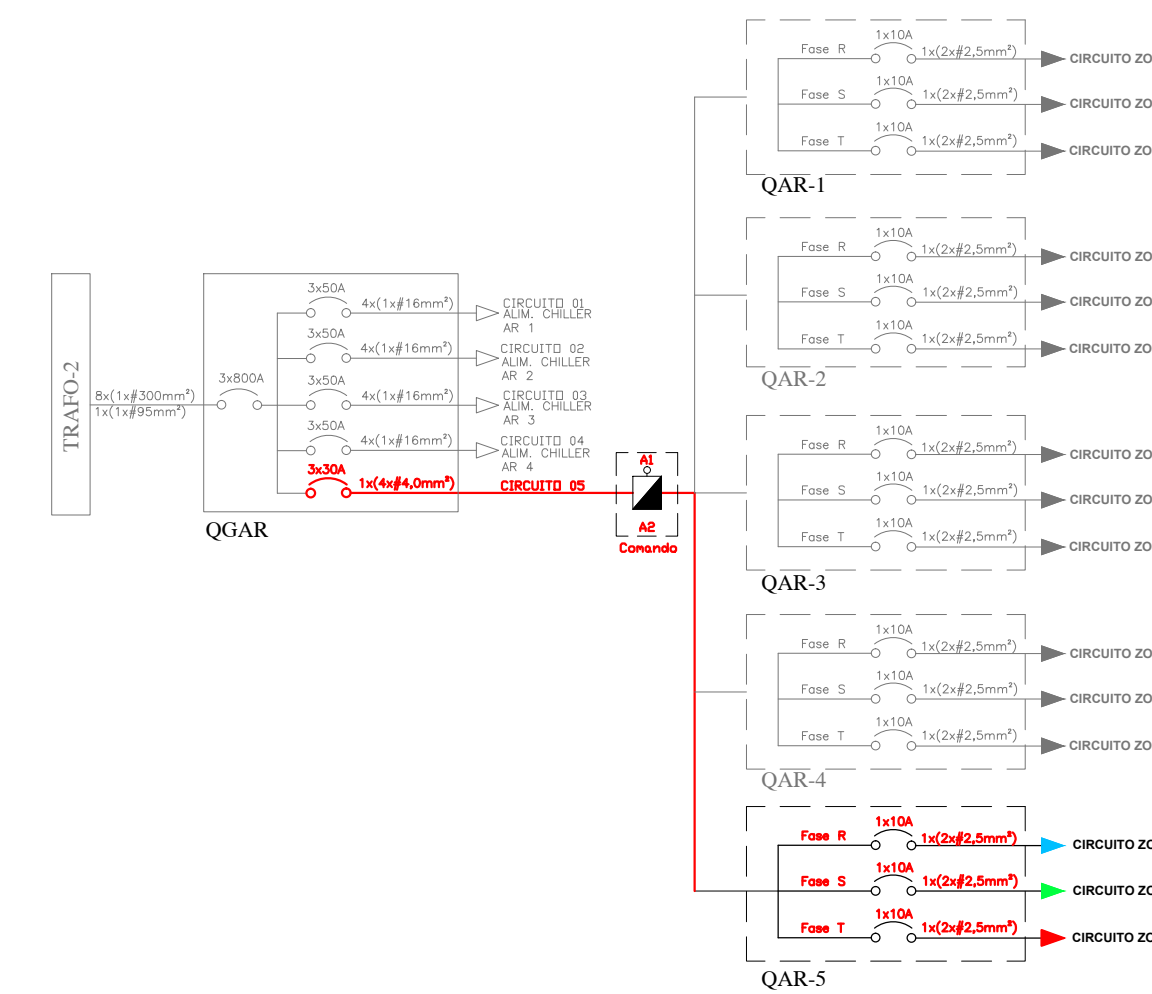 TRAFO-2
8x(1x#300mm²)
1x(1x#95mm²)
3x800A
3x50A
4x(1x#16mm²)
CIRCUITO 01
ALIM. CHILLER
AR 1
3x50A
4x(1x#16mm²)
CIRCUITO 02
ALIM. CHILLER
AR 2
3x50A
4x(1x#16mm²)
CIRCUITO 03
ALIM. CHILLER
AR 3
3x50A
4x(1x#16mm²)
CIRCUITO 04
ALIM. CHILLER
AR 4
3x30A
1x(4x#4,0mm²)
CIRCUITO 05
QGAR
A1
A2
Comando
Fase R 1x10A 1x(2x#2,5mm²) CIRCUITO ZO
Fase S 1x10A 1x(2x#2,5mm²) CIRCUITO ZO
Fase T 1x10A 1x(2x#2,5mm²) CIRCUITO ZO
QAR-1
Fase R 1x10A 1x(2x#2,5mm²) CIRCUITO ZO
Fase S 1x10A 1x(2x#2,5mm²) CIRCUITO ZO
Fase T 1x10A 1x(2x#2,5mm²) CIRCUITO ZO
QAR-2
Fase R 1x10A 1x(2x#2,5mm²) CIRCUITO ZO
Fase S 1x10A 1x(2x#2,5mm²) CIRCUITO ZO
Fase T 1x10A 1x(2x#2,5mm²) CIRCUITO ZO
QAR-3
Fase R 1x10A 1x(2x#2,5mm²) CIRCUITO ZO
Fase S 1x10A 1x(2x#2,5mm²) CIRCUITO ZO
Fase T 1x10A 1x(2x#2,5mm²) CIRCUITO ZO
QAR-4
Fase R 1x10A 1x(2x#2,5mm²) CIRCUITO ZO
Fase S 1x10A 1x(2x#2,5mm²) CIRCUITO ZO
Fase T 1x10A 1x(2x#2,5mm²) CIRCUITO ZO
QAR-5